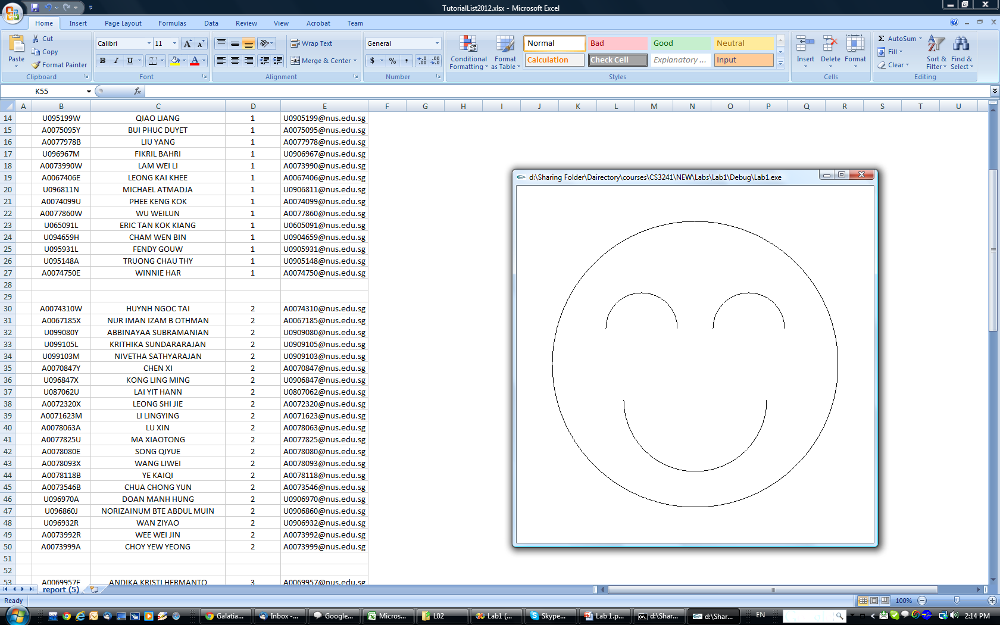 TutorialList2012.xlsx - Microsoft Excel
Home Insert Page Layout Formulas Data Review View Acrobat Team
Paste
Cut
Copy
Format Painter
Clipboard
Calibri 11
B I U
Font
Wrap Text
Merge & Center
Alignment
General
$ % ,
Number
Conditional Formatting
Format as Table
Normal Bad Good Neutral
Calculation Check Cell Explanatory ... Input
Styles
Insert Delete Format
Cells
Σ AutoSum
Fill
Clear
Sort & Filter
Find & Select
Editing
K55 fx
A B C D E F G H I J K L M N O P Q R S T U
14 U095199W QIAO LIANG 1 U0905199@nus.edu.sg
15 A0075095Y BUI PHUC DUYET 1 A0075095@nus.edu.sg
16 A0077978B LIU YANG 1 A0077978@nus.edu.sg
17 U096967M FIKRIL BAHRI 1 U0906967@nus.edu.sg
18 A0073990W LAM WEI LI 1 A0073990@nus.edu.sg
19 A0067406E LEONG KAI KHEE 1 A0067406@nus.edu.sg
20 U096811N MICHAEL ATMADJA 1 U0906811@nus.edu.sg
21 A0074099U PHEE KENG KOK 1 A0074099@nus.edu.sg
22 A0077860W WU WEILUN 1 A0077860@nus.edu.sg
23 U065091L ERIC TAN KOK KIANG 1 U0605091@nus.edu.sg
24 U094659H CHAM WEN BIN 1 U0904659@nus.edu.sg
25 U095931L FENDY GOUW 1 U0905931@nus.edu.sg
26 U095148A TRUONG CHAU THY 1 U0905148@nus.edu.sg
27 A0074750E WINNIE HAR 1 A0074750@nus.edu.sg
28
29
30 A0074310W HUYNH NGOC TAI 2 A0074310@nus.edu.sg
31 A0067185X NUR IMAN IZAM B OTHMAN 2 A0067185@nus.edu.sg
32 U099080Y ABBINAYAA SUBRAMANIAN 2 U0909080@nus.edu.sg
33 U099105L KRITHIKA SUNDARARAJAN 2 U0909105@nus.edu.sg
34 U099103M NIVETHA SATHYARAJAN 2 U0909103@nus.edu.sg
35 A0070847Y CHEN XI 2 A0070847@nus.edu.sg
36 U096847X KONG LING MING 2 U0906847@nus.edu.sg
37 U087062U LAI YIT HANN 2 U0807062@nus.edu.sg
38 A0072320X LEONG SHI JIE 2 A0072320@nus.edu.sg
39 A0071623M LI LINGYING 2 A0071623@nus.edu.sg
40 A0078063A LU XIN 2 A0078063@nus.edu.sg
41 A0077825U MA XIAOTONG 2 A0077825@nus.edu.sg
42 A0078080E SONG QIYUE 2 A0078080@nus.edu.sg
43 A0078093X WANG LIWEI 2 A0078093@nus.edu.sg
44 A0078118B YE KAIQI 2 A0078118@nus.edu.sg
45 A0073546B CHUA CHONG YUN 2 A0073546@nus.edu.sg
46 U096970A DOAN MANH HUNG 2 U0906970@nus.edu.sg
47 U096860J NORIZAINUM BTE ABDUL MUIN 2 U0906860@nus.edu.sg
48 U096932R WAN ZIYAO 2 U0906932@nus.edu.sg
49 A0073992R WEE WEI JIN 2 A0073992@nus.edu.sg
50 A0073999A CHOY YEW YEONG 2 A0073999@nus.edu.sg
51
52
53 A0069957E ANDIKA KRISTI HERMANTO 3 A0069957@nus.edu.sg
d:\Sharing Folder\Dairectory\courses\CS3241\NEW\Labs\Lab1\Debug\Lab1.exe
report (5)
Ready 100%
Galatia... Inbox -... Google... Micros... L02 Lab1 (... Skype... Lab 1.p... d:\Shar... d:\Shar... EN 2:14 PM